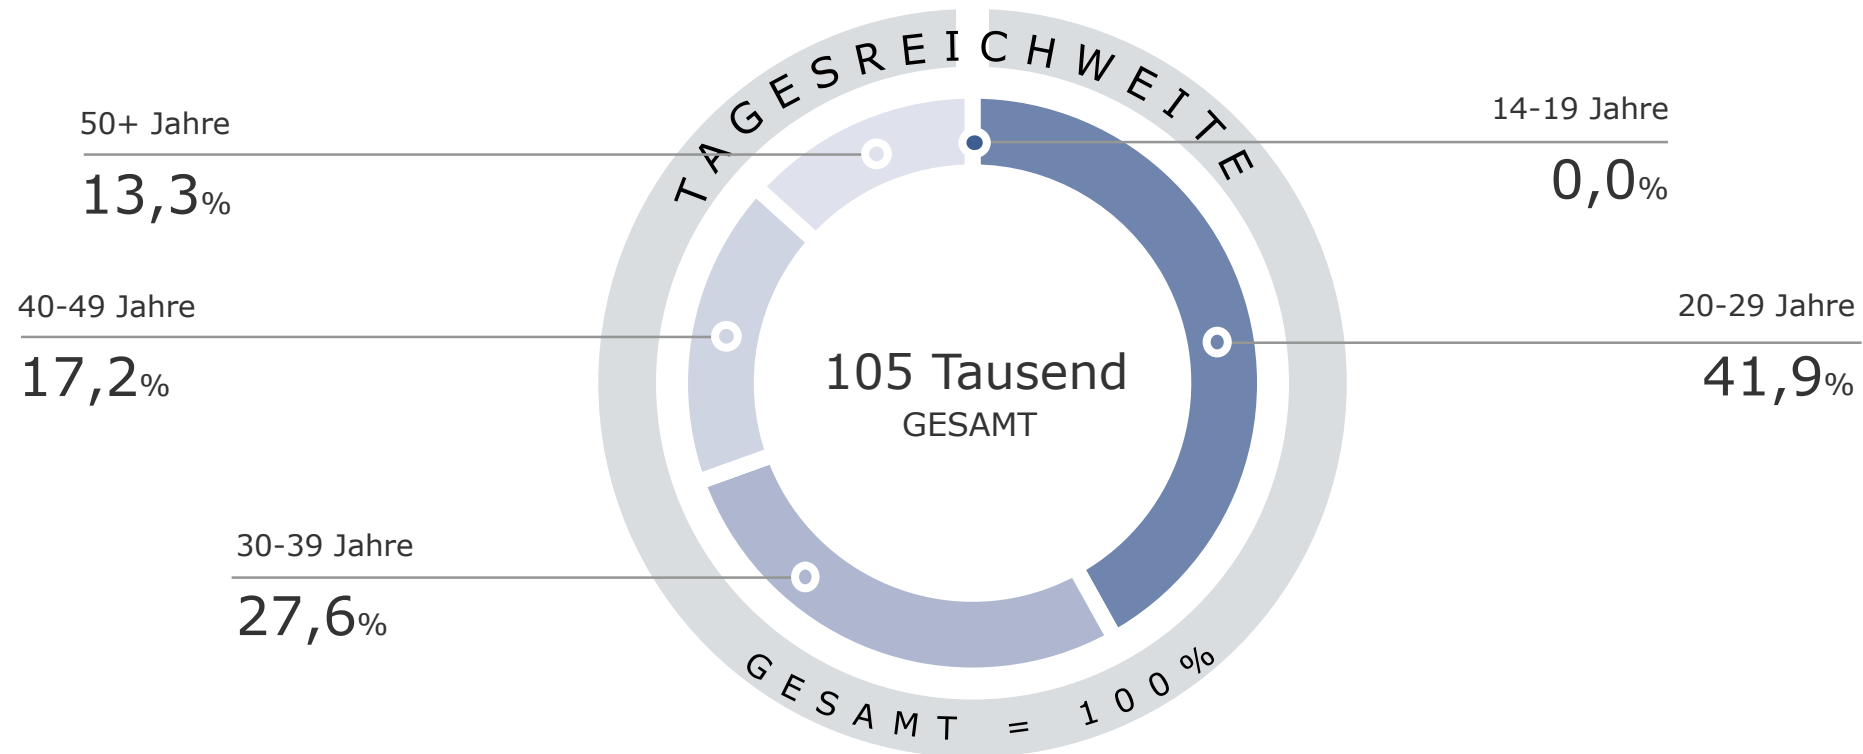 TAGESREICHWEITE
50+ Jahre
13,3%
14-19 Jahre
0,0%
40-49 Jahre
17,2%
20-29 Jahre
41,9%
105 Tausend
GESAMT
30-39 Jahre
27,6%
GESAMT = 100%